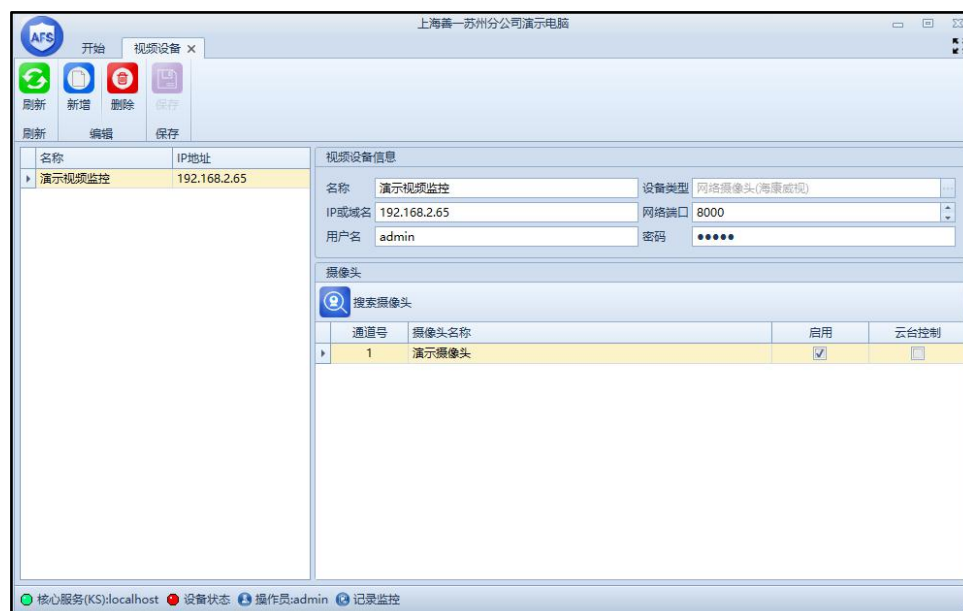 上海善一苏州分公司演示电脑
AFS
开始 视频设备
刷新 新增 删除 保存
刷新 编辑 保存
名称 IP地址
演示视频监控 192.168.2.65
视频设备信息
名称 演示视频监控 设备类型 网络摄像头(海康威视)
IP或域名 192.168.2.65 网络端口 8000
用户名 admin 密码 •••••
摄像头
搜索摄像头
通道号 摄像头名称 启用 云台控制
1 演示摄像头
核心服务(KS):localhost 设备状态 操作员:admin 记录监控